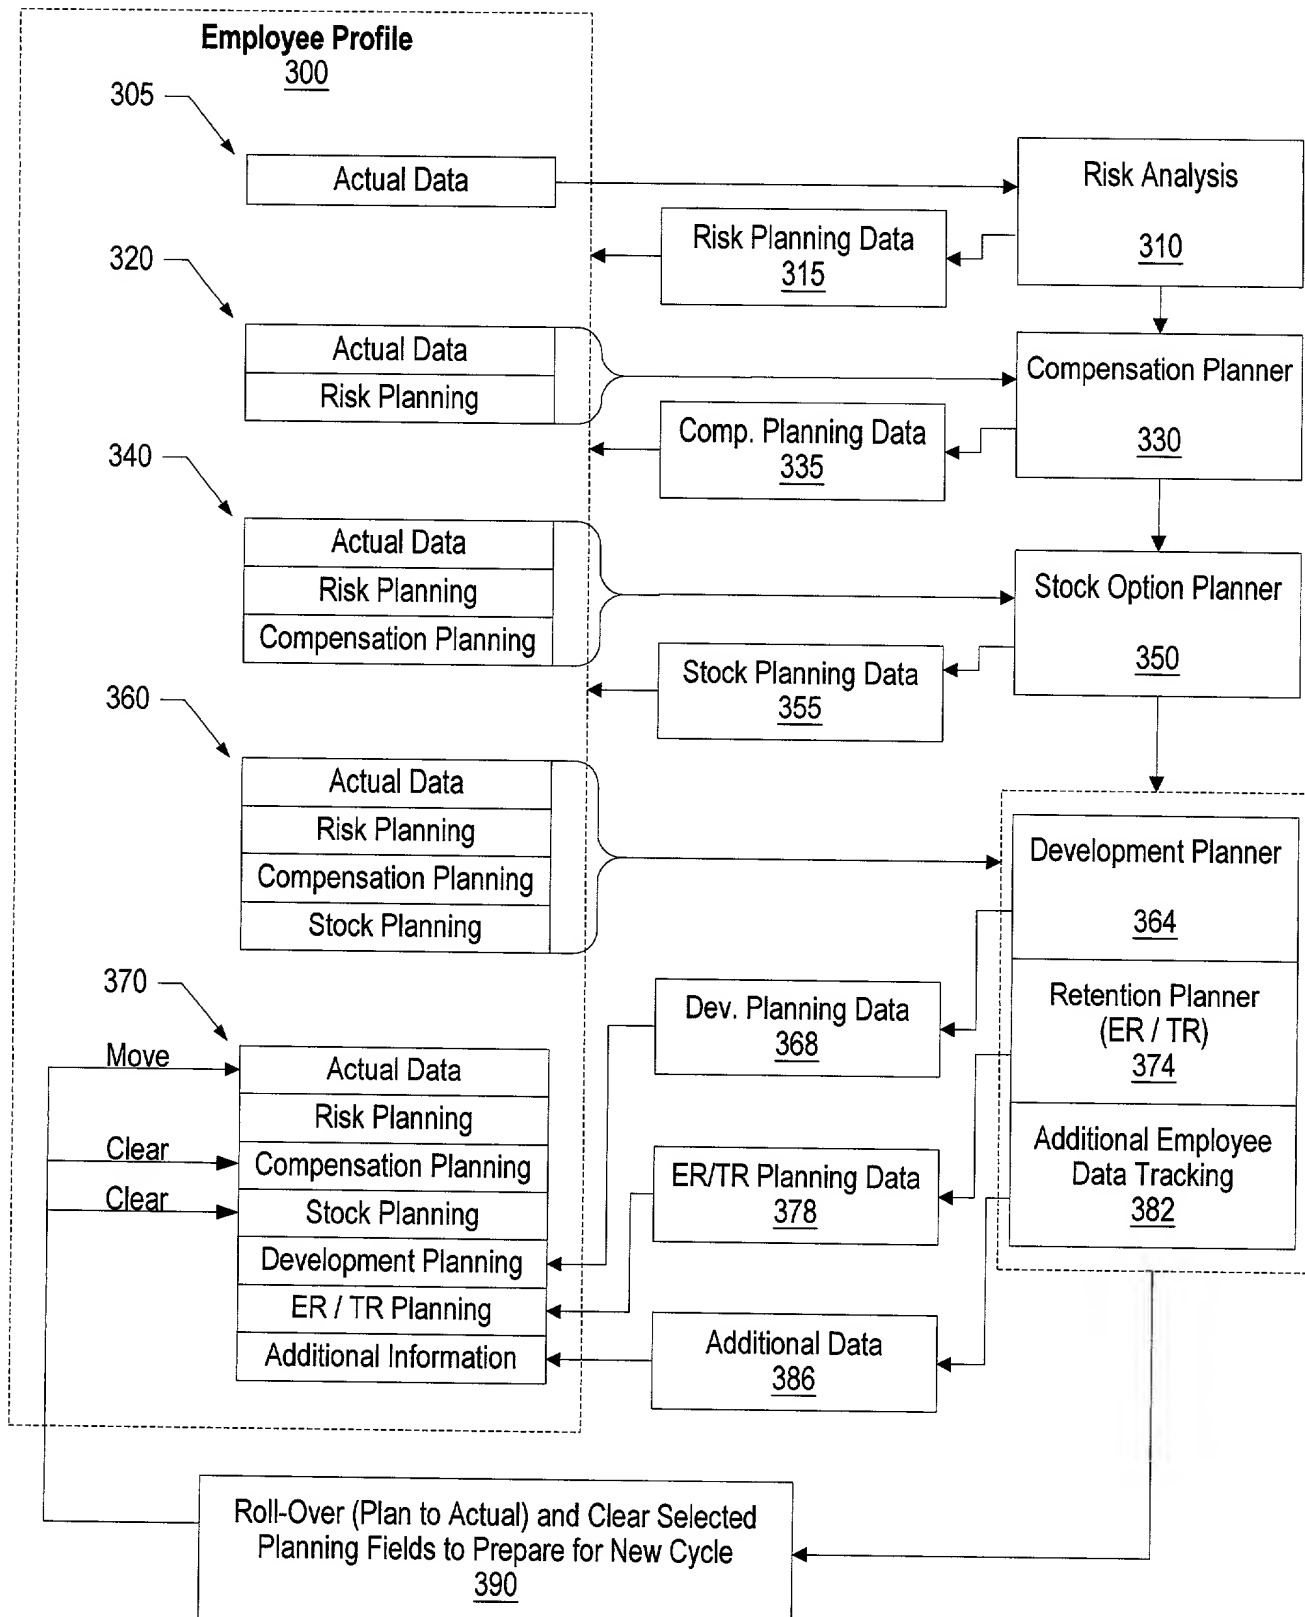 Employee Profile
300
305
Actual Data
Risk Analysis
310
Risk Planning Data
315
320
Actual Data
Risk Planning
Compensation Planner
330
Comp. Planning Data
335
340
Actual Data
Risk Planning
Compensation Planning
Stock Option Planner
350
Stock Planning Data
355
360
Actual Data
Risk Planning
Compensation Planning
Stock Planning
Development Planner
364
Retention Planner
(ER / TR)
374
Additional Employee
Data Tracking
382
Dev. Planning Data
368
370
Move
Clear
Clear
Actual Data
Risk Planning
Compensation Planning
Stock Planning
Development Planning
ER / TR Planning
Additional Information
ER/TR Planning Data
378
Additional Data
386
Roll-Over (Plan to Actual) and Clear Selected
Planning Fields to Prepare for New Cycle
390